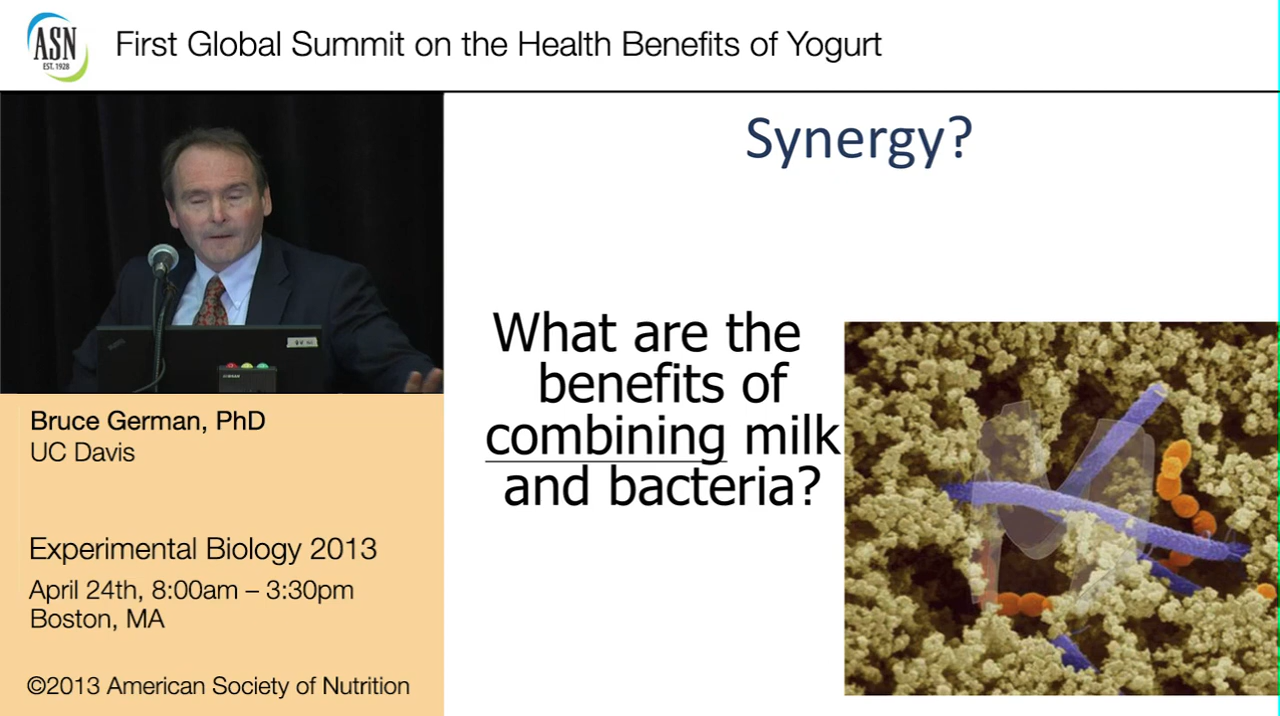 ASN
EST. 1928
First Global Summit on the Health Benefits of Yogurt
Synergy?
What are the
benefits of
combining milk
and bacteria?
Bruce German, PhD
UC Davis
Experimental Biology 2013
April 24th, 8:00am – 3:30pm
Boston, MA
©2013 American Society of Nutrition